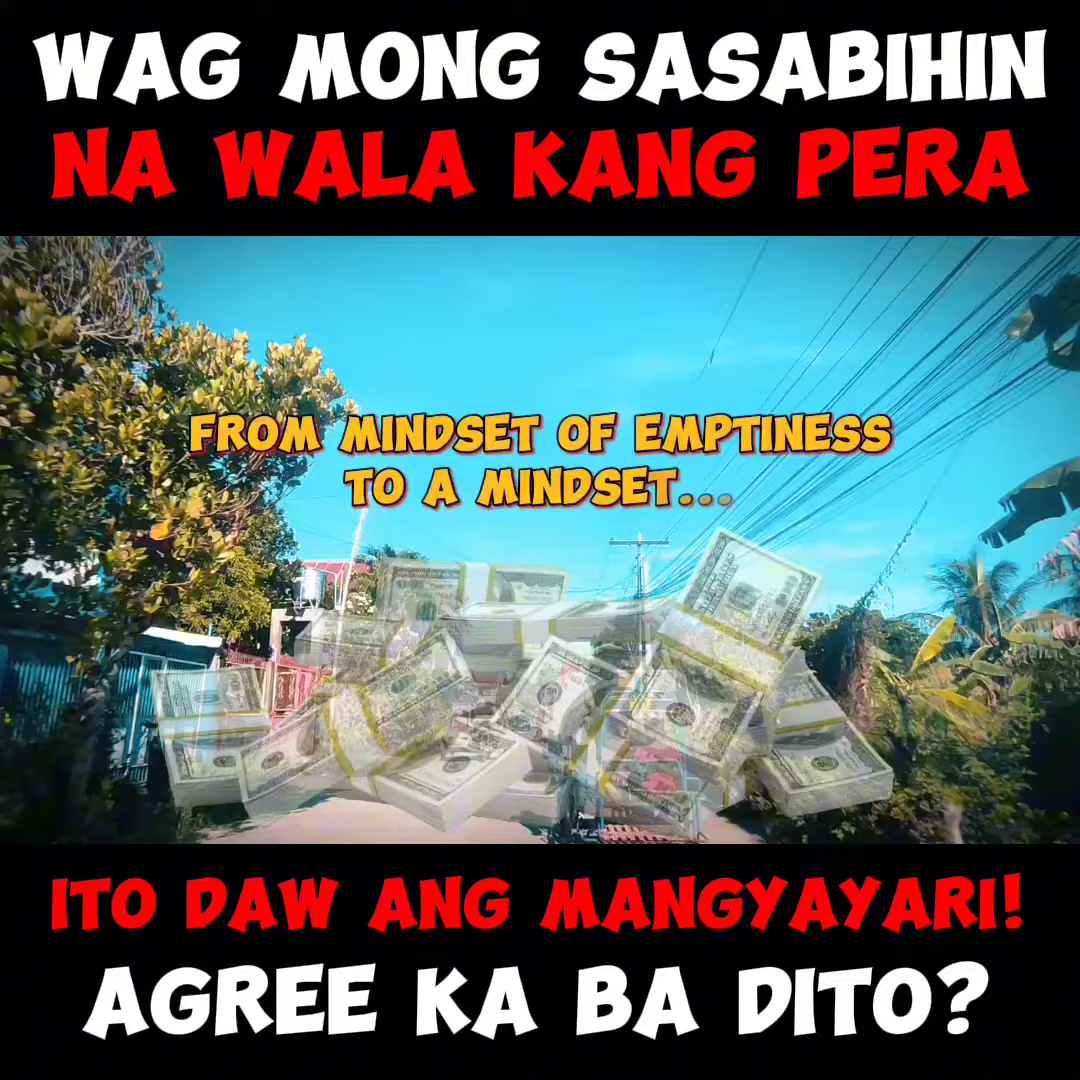 WAG MONG SASABIHIN
NA WALA KANG PERA
FROM MINDSET OF EMPTINESS
TO A MINDSET...
ITO DAW ANG MANGYAYARI!
AGREE KA BA DITO?